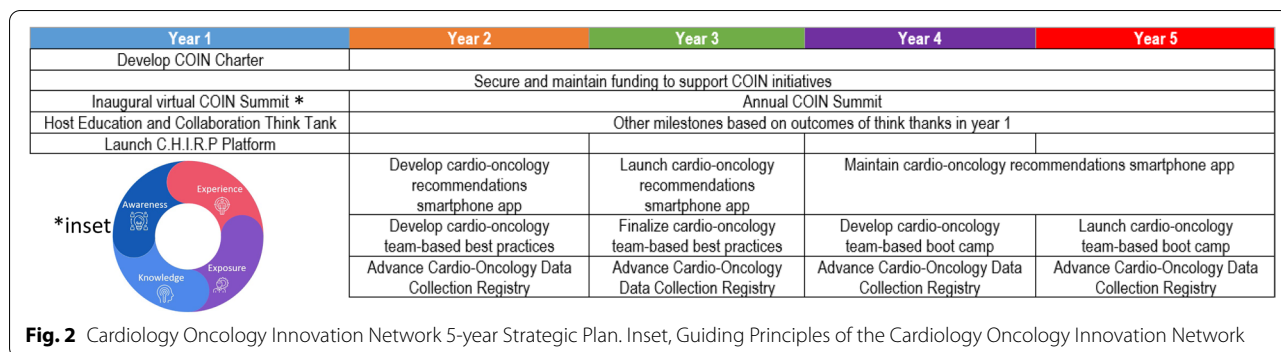 Year 1 Year 2 Year 3 Year 4 Year 5
Develop COIN Charter
Secure and maintain funding to support COIN initiatives
Inaugural virtual COIN Summit * Annual COIN Summit
Host Education and Collaboration Think Tank Other milestones based on outcomes of think thanks in year 1
Launch C.H.I.R.P Platform
Develop cardio-oncology Launch cardio-oncology Maintain cardio-oncology recommendations smartphone app
recommendations recommendations
smartphone app smartphone app
Develop cardio-oncology Finalize cardio-oncology Develop cardio-oncology Launch cardio-oncology
team-based best practices team-based best practices team-based boot camp team-based boot camp
Advance Cardio-Oncology Data Advance Cardio-Oncology Advance Cardio-Oncology Data Advance Cardio-Oncology Data
Collection Registry Data Collection Registry Collection Registry Collection Registry
*inset
Awareness
Experience
Knowledge
Exposure
Fig. 2 Cardiology Oncology Innovation Network 5-year Strategic Plan. Inset, Guiding Principles of the Cardiology Oncology Innovation Network